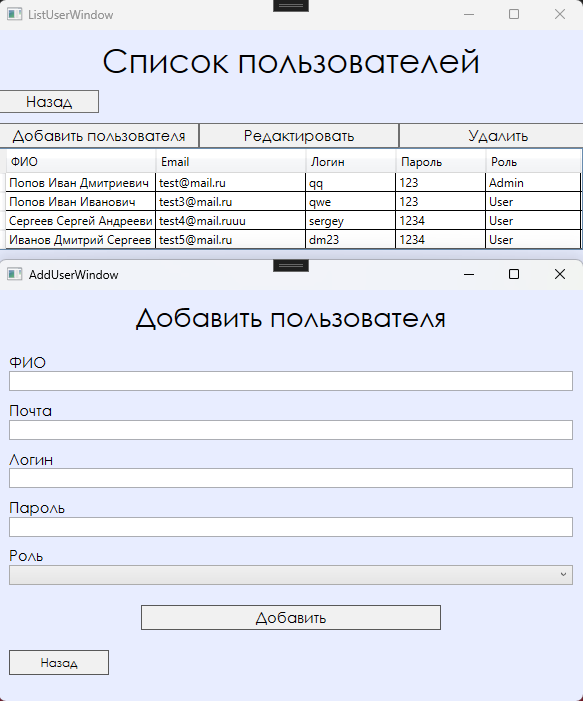 ListUserWindow
Список пользователей
Назад
Добавить пользователя Редактировать Удалить
ФИО Email Логин Пароль Роль
Попов Иван Дмитриевич test@mail.ru qq 123 Admin
Попов Иван Иванович test3@mail.ru qwe 123 User
Сергеев Сергей Андрееви test4@mail.ruuu sergey 1234 User
Иванов Дмитрий Сергеев test5@mail.ru dm23 1234 User
AddUserWindow
Добавить пользователя
ФИО
Почта
Логин
Пароль
Роль
Добавить
Назад